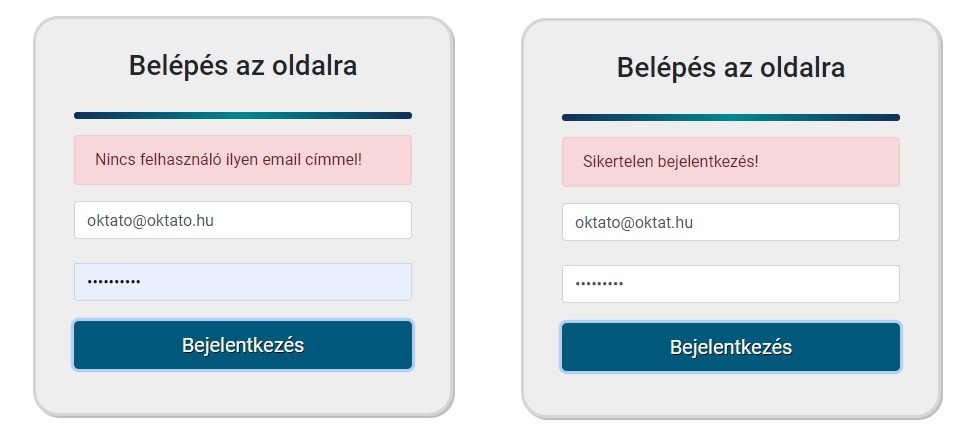 Belépés az oldalra
Nincs felhasználó ilyen email címmel!
oktato@oktato.hu
••••••••••
Bejelentkezés
Belépés az oldalra
Sikertelen bejelentkezés!
oktato@oktat.hu
•••••••••
Bejelentkezés